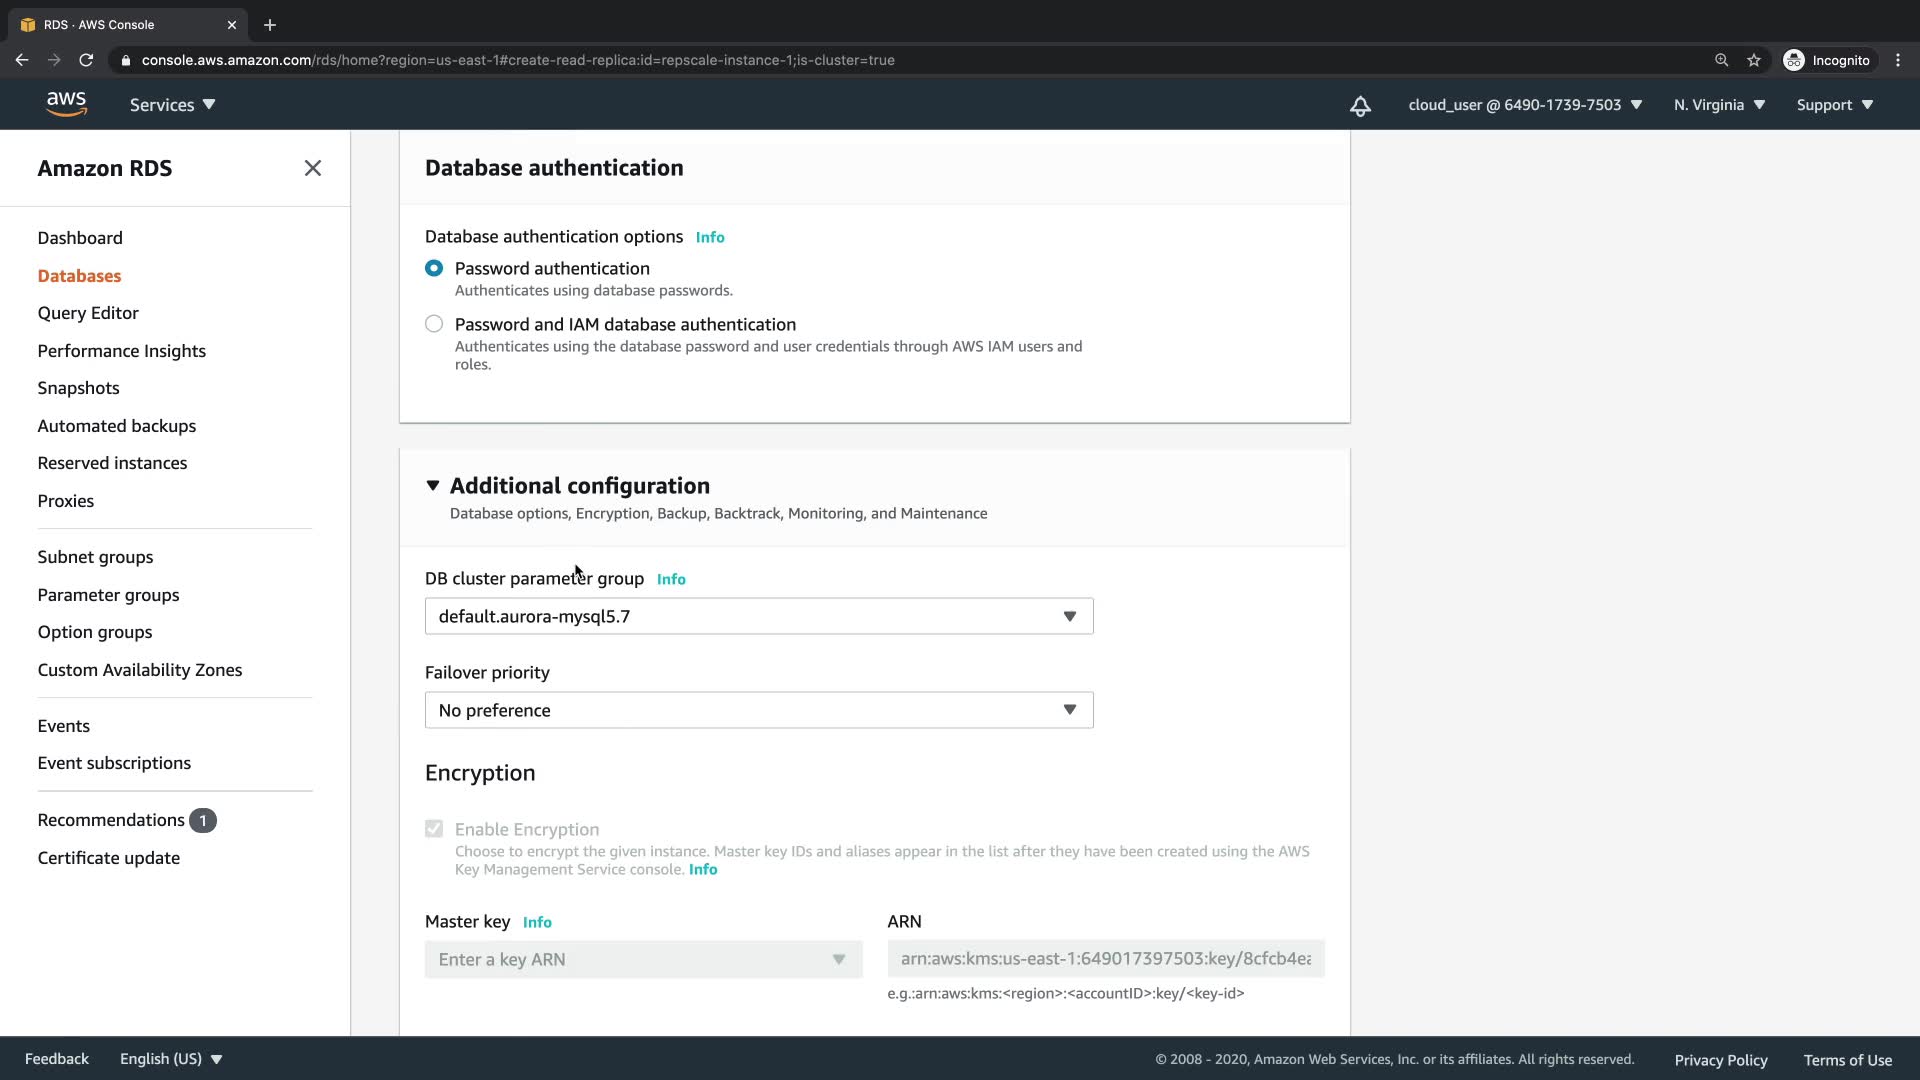 RDS · AWS Console
console.aws.amazon.com/rds/home?region=us-east-1#create-read-replica:id=repscale-instance-1;is-cluster=true
Incognito
aws
Services
cloud_user @ 6490-1739-7503
N. Virginia
Support
Amazon RDS
Dashboard
Databases
Query Editor
Performance Insights
Snapshots
Automated backups
Reserved instances
Proxies
Subnet groups
Parameter groups
Option groups
Custom Availability Zones
Events
Event subscriptions
Recommendations 1
Certificate update
Database authentication
Database authentication options Info
Password authentication
Authenticates using database passwords.
Password and IAM database authentication
Authenticates using the database password and user credentials through AWS IAM users and
roles.
Additional configuration
Database options, Encryption, Backup, Backtrack, Monitoring, and Maintenance
DB cluster parameter group Info
default.aurora-mysql5.7
Failover priority
No preference
Encryption
Enable Encryption
Choose to encrypt the given instance. Master key IDs and aliases appear in the list after they have been created using the AWS
Key Management Service console. Info
Master key Info
Enter a key ARN
ARN
arn:aws:kms:us-east-1:649017397503:key/8cfcb4ea
e.g.:arn:aws:kms:<region>:<accountID>:key/<key-id>
Feedback
English (US)
© 2008 - 2020, Amazon Web Services, Inc. or its affiliates. All rights reserved.
Privacy Policy
Terms of Use